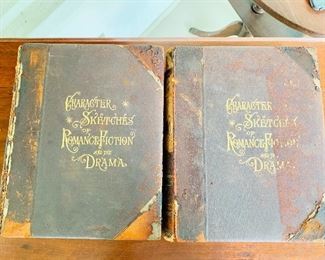 CHARACTER
SKETCHES
OF
ROMANCE FICTION
AND THE
DRAMA.
CHARACTER
SKETCHES
OF
ROMANCE FICTION
AND THE
DRAMA.